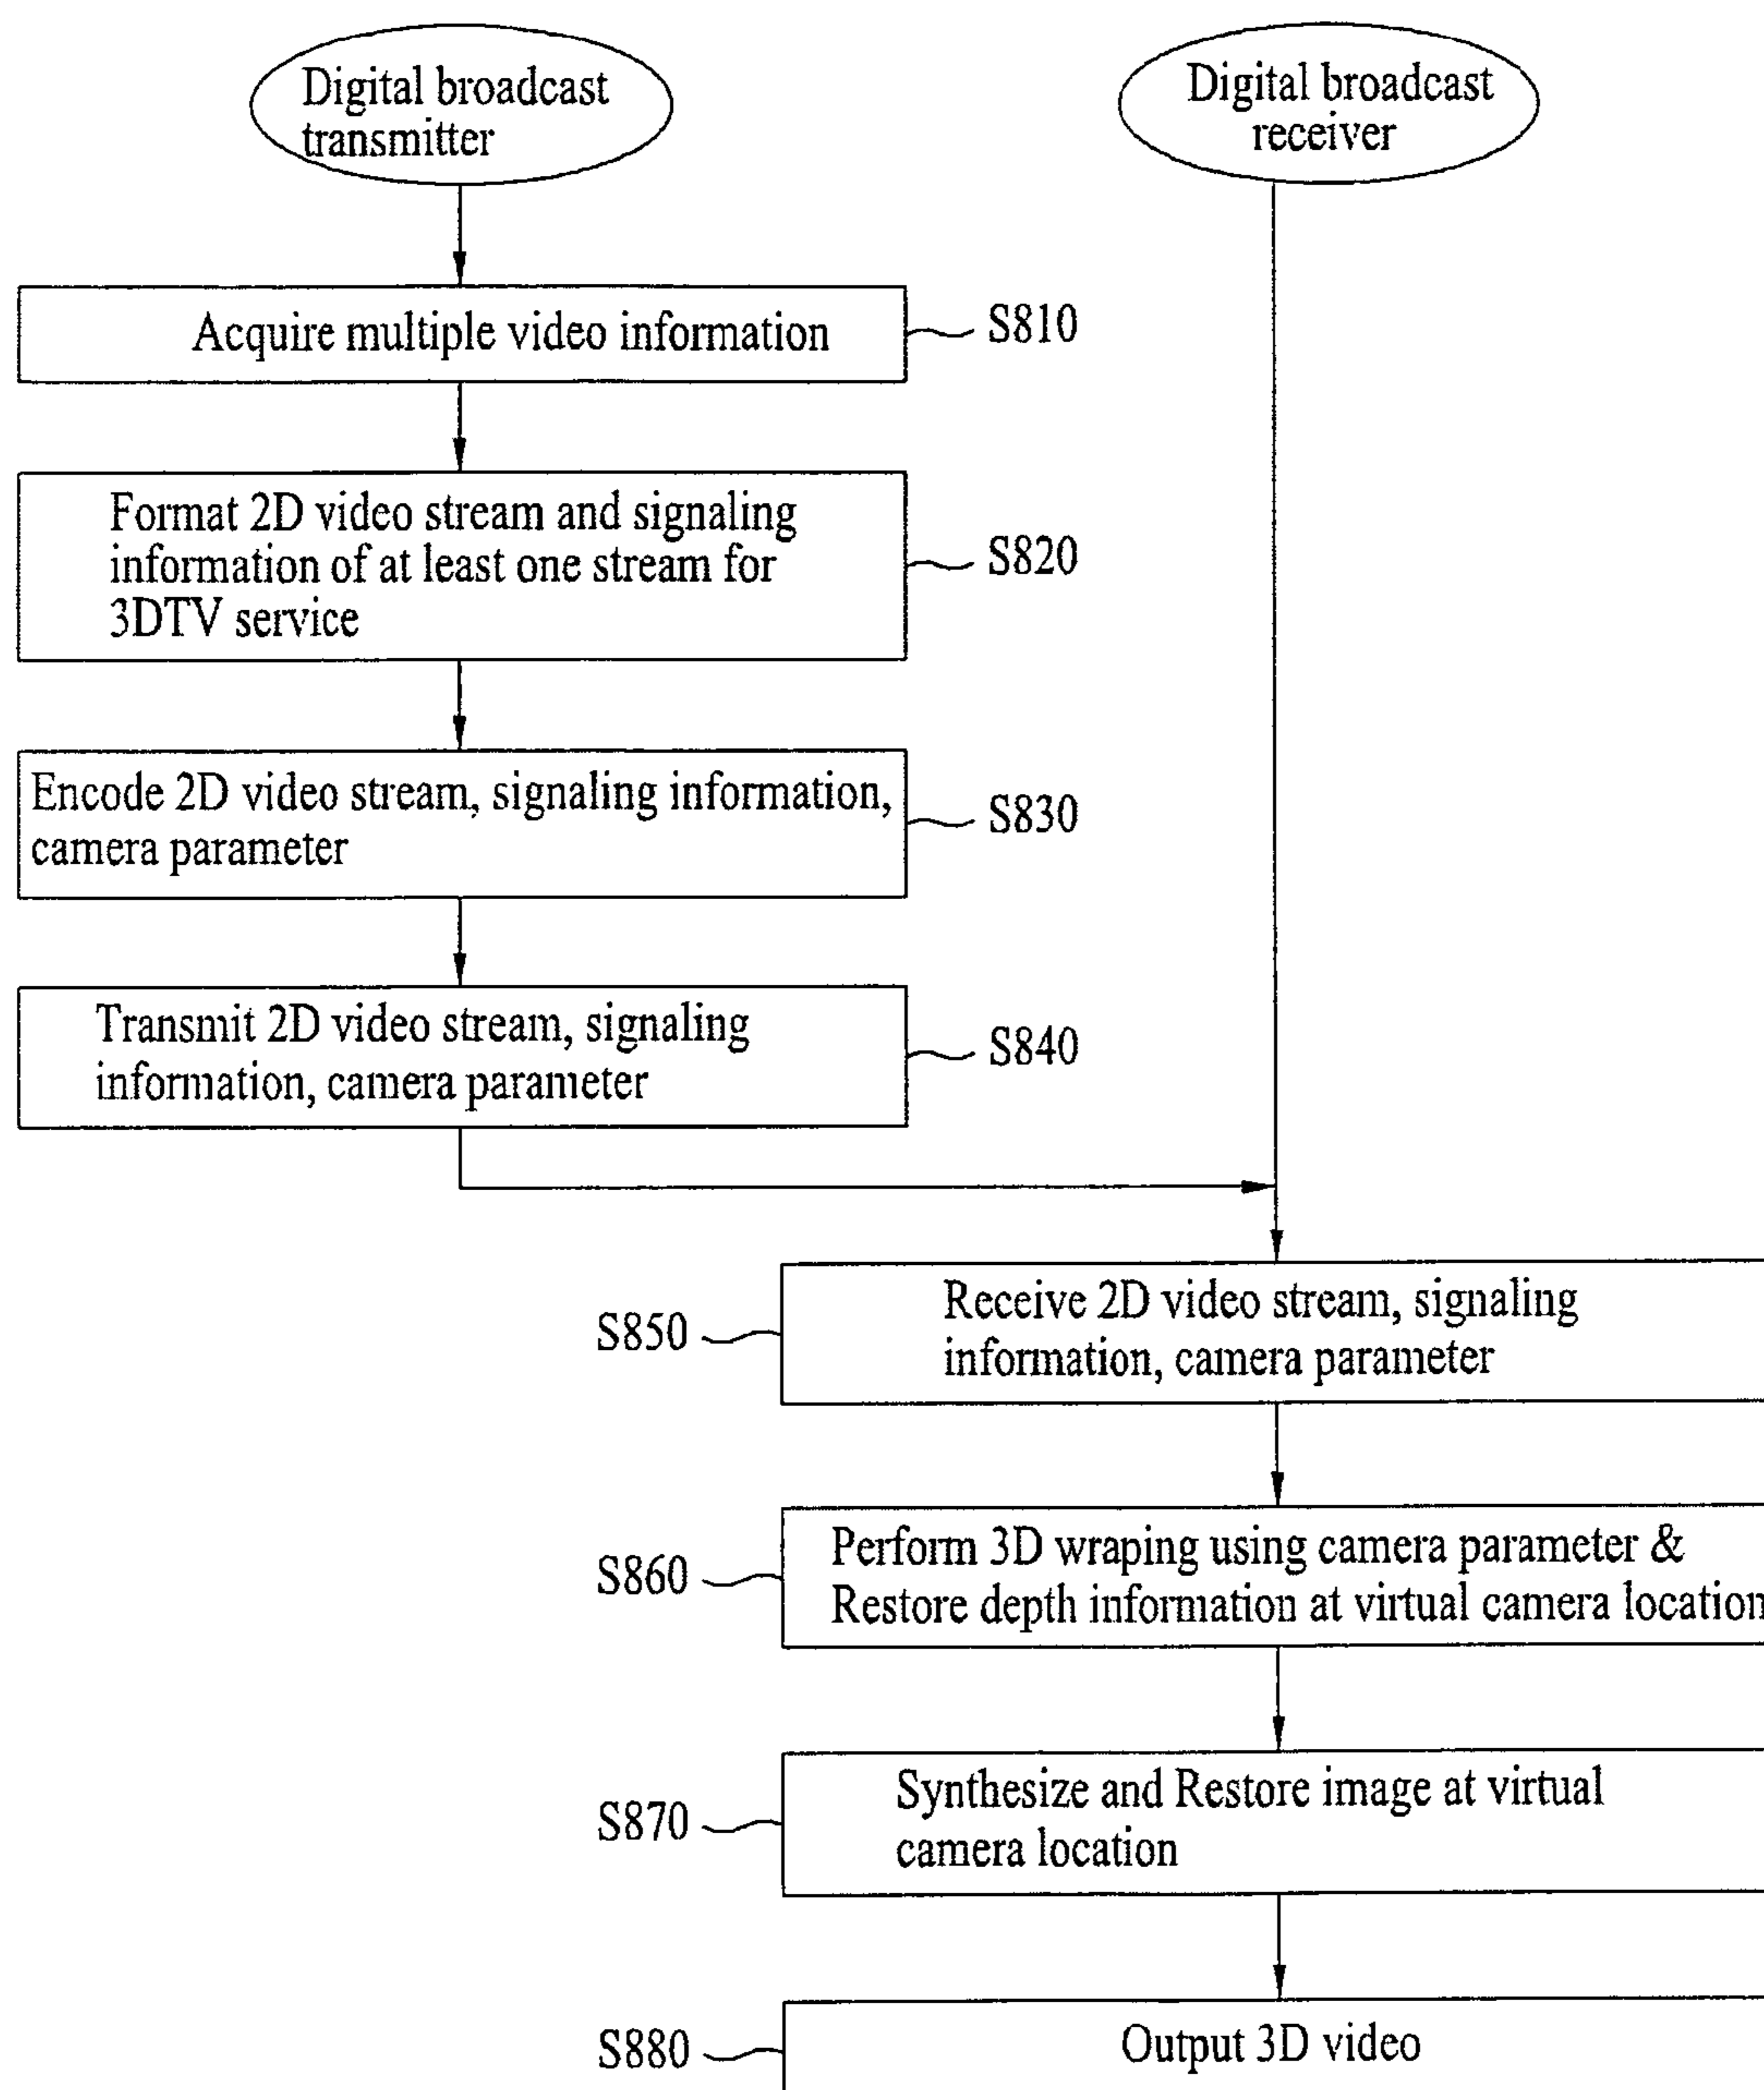 Digital broadcast
transmitter
Digital broadcast
receiver
Acquire multiple video information
S810
Format 2D video stream and signaling
information of at least one stream for
3DTV service
S820
Encode 2D video stream, signaling information,
camera parameter
S830
Transmit 2D video stream, signaling
information, camera parameter
S840
S850
Receive 2D video stream, signaling
information, camera parameter
S860
Perform 3D wraping using camera parameter &
Restore depth information at virtual camera location
S870
Synthesize and Restore image at virtual
camera location
S880
Output 3D video